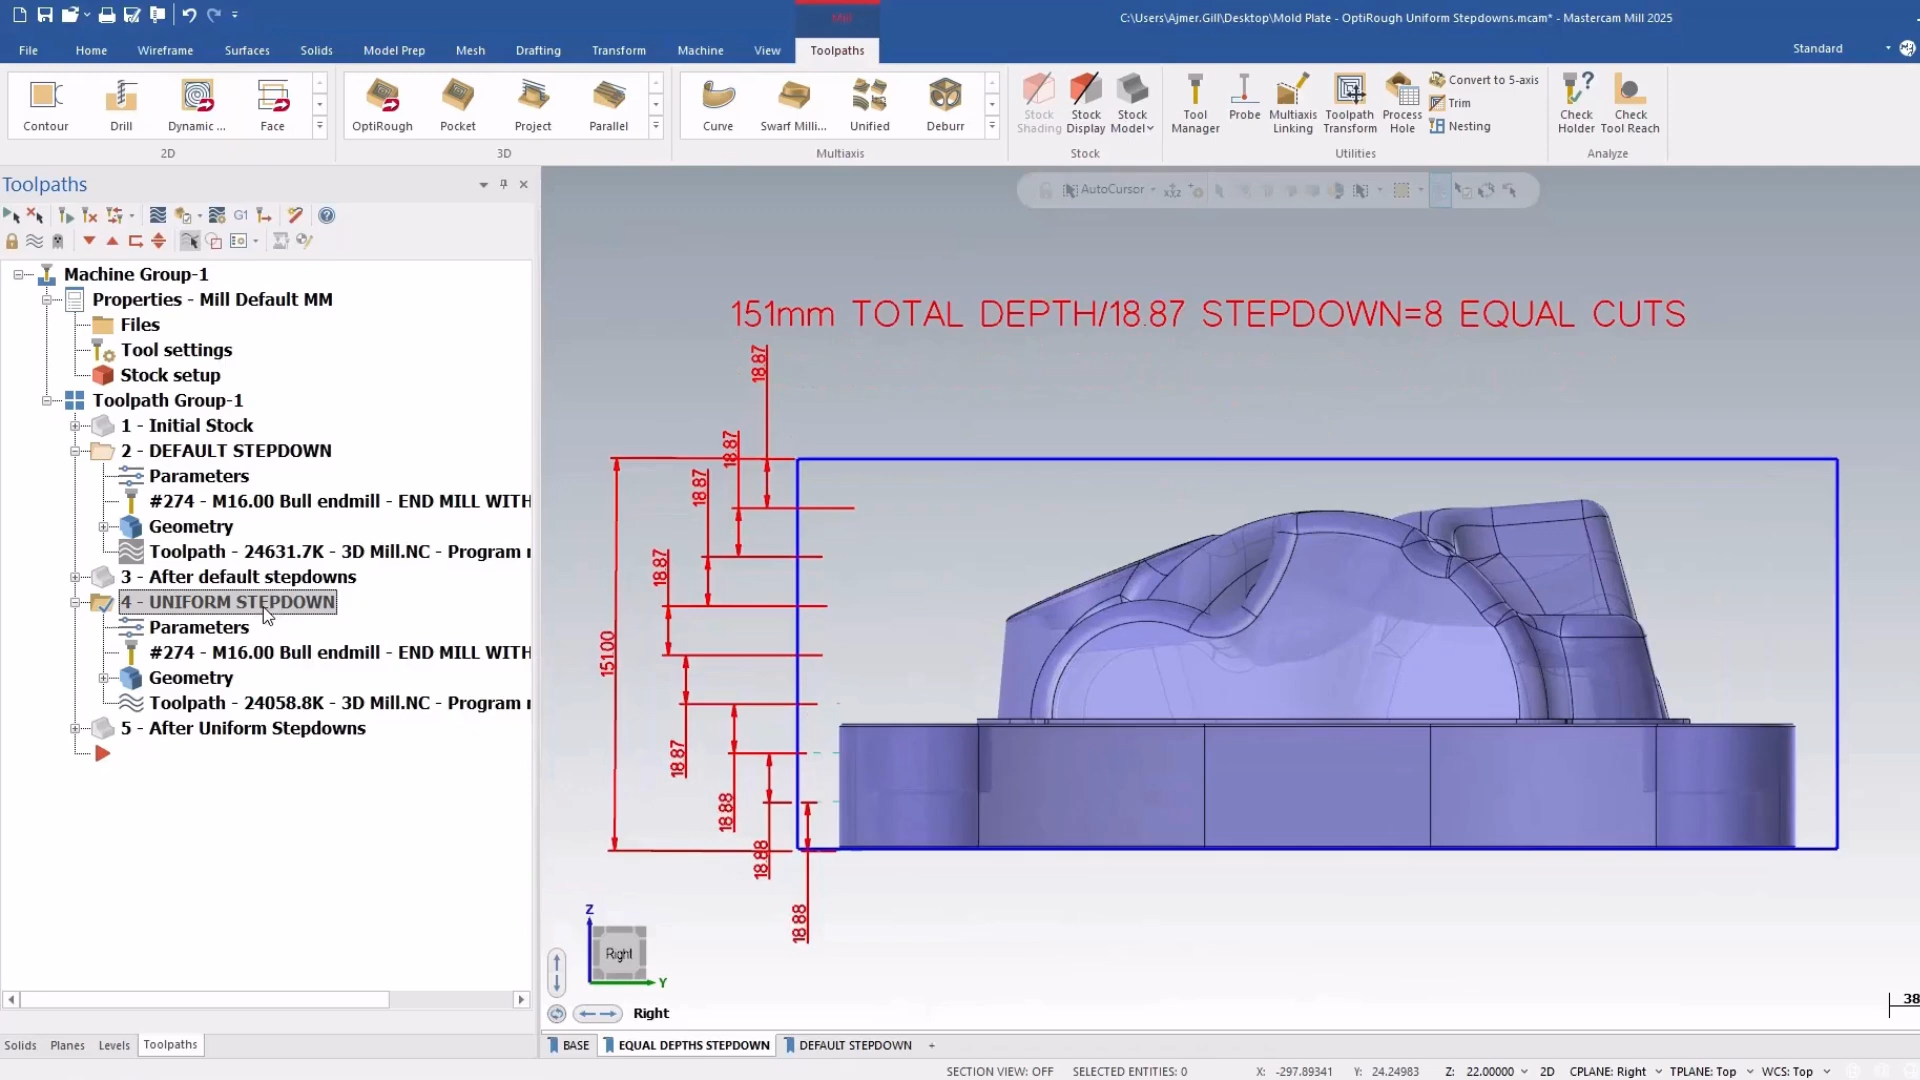 Mill
C:\Users\Ajmer.Gill\Desktop\Mold Plate - OptiRough Uniform Stepdowns.mcam* - Mastercam Mill 2025
File Home Wireframe Surfaces Solids Model Prep Mesh Drafting Transform Machine View Toolpaths
Standard
Contour Drill Dynamic ... Face
2D
OptiRough Pocket Project Parallel
3D
Curve Swarf Milli... Unified Deburr
Multiaxis
Stock Shading
Stock Display
Stock Model
Stock
Tool Manager
Probe
Multiaxis Linking
Toolpath Transform
Process Hole
Convert to 5-axis
Trim
Nesting
Utilities
Check Holder
Check Tool Reach
Analyze
Toolpaths
G1
Machine Group-1
Properties - Mill Default MM
Files
Tool settings
Stock setup
Toolpath Group-1
1 - Initial Stock
2 - DEFAULT STEPDOWN
Parameters
#274 - M16.00 Bull endmill - END MILL WITH
Geometry
Toolpath - 24631.7K - 3D Mill.NC - Program
3 - After default stepdowns
4 - UNIFORM STEPDOWN
Parameters
#274 - M16.00 Bull endmill - END MILL WITH
Geometry
Toolpath - 24058.8K - 3D Mill.NC - Program
5 - After Uniform Stepdowns
Solids Planes Levels Toolpaths
AutoCursor
151mm TOTAL DEPTH/18.87 STEPDOWN=8 EQUAL CUTS
18.87
18.87
18.87
18.87
151.00
18.87
18.88
18.88
18.88
Z
Right
Y
Right
38
BASE EQUAL DEPTHS STEPDOWN DEFAULT STEPDOWN +
SECTION VIEW: OFF SELECTED ENTITIES: 0 X: -297.89341 Y: 24.24983 Z: 22.00000 2D CPLANE: Right TPLANE: Top WCS: Top